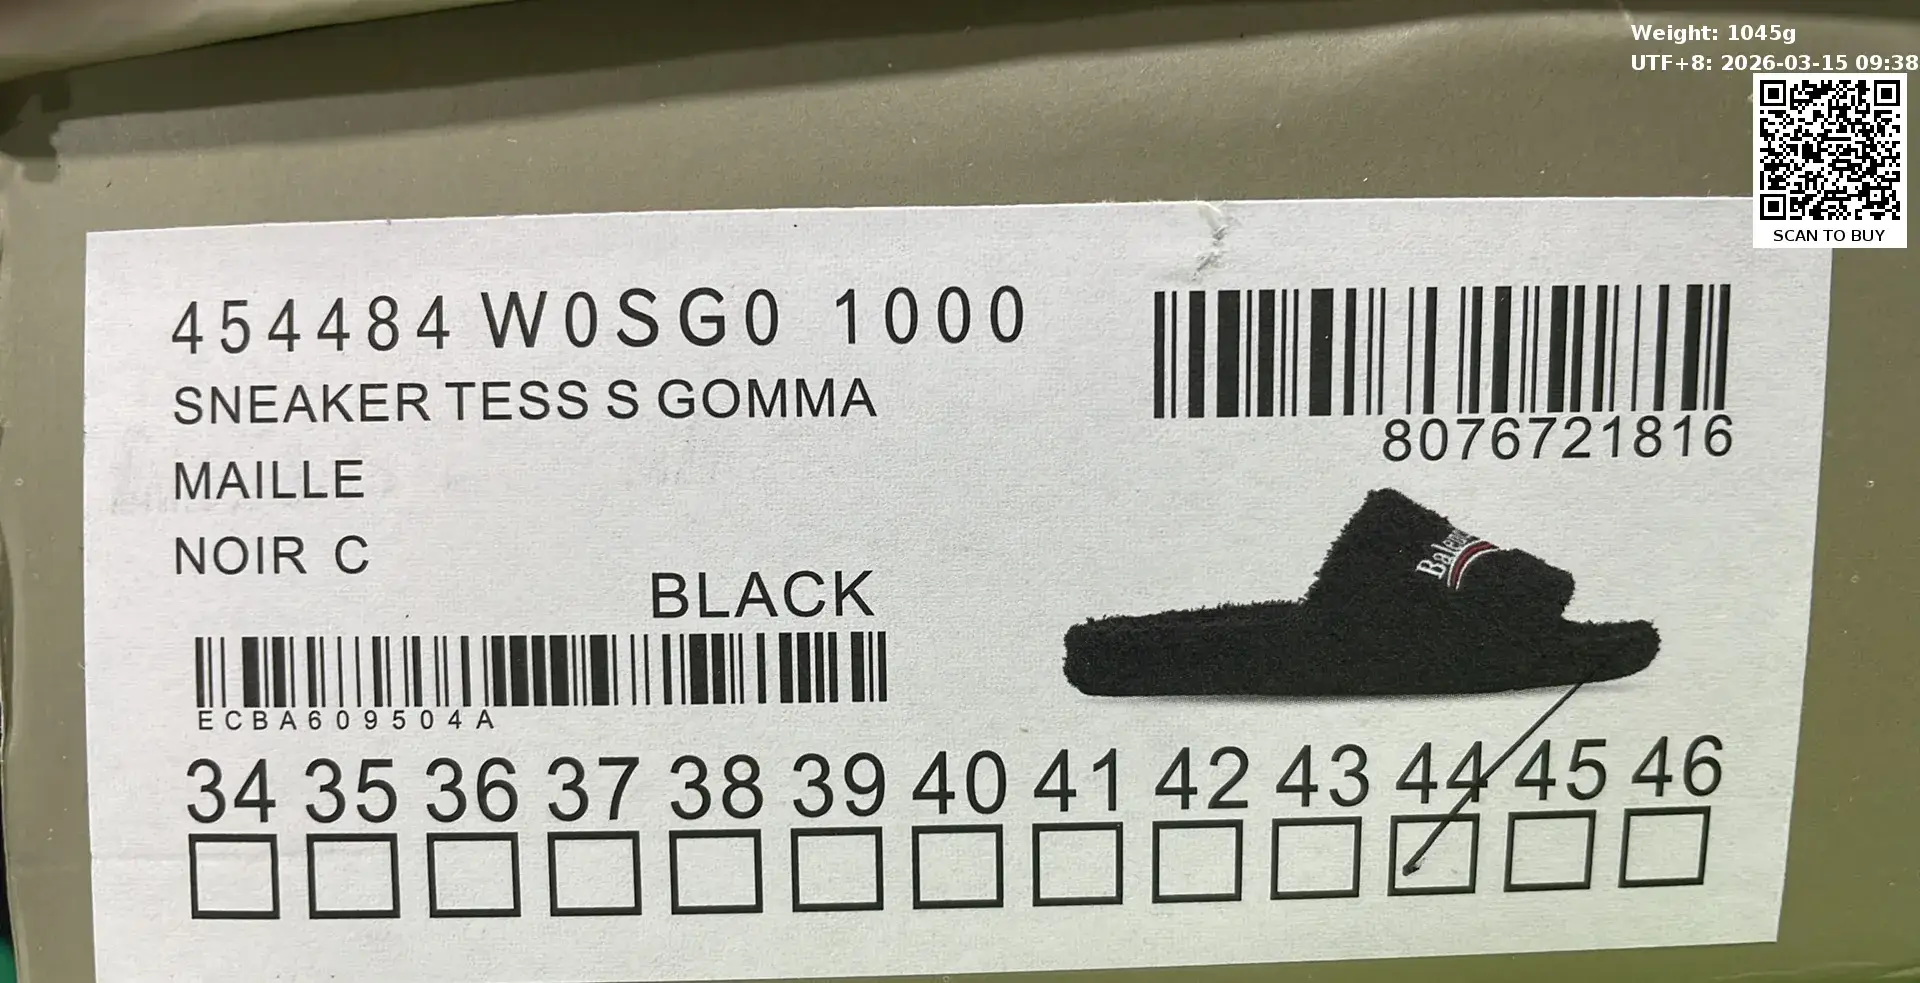 Weight: 1045g
UTF+8: 2026-03-15 09:38
SCAN TO BUY
454484 W0SG0 1000
SNEAKER TESS S GOMMA
MAILLE
NOIR C
BLACK
8076721816
ECBA609504A
34 35 36 37 38 39 40 41 42 43 44 45 46